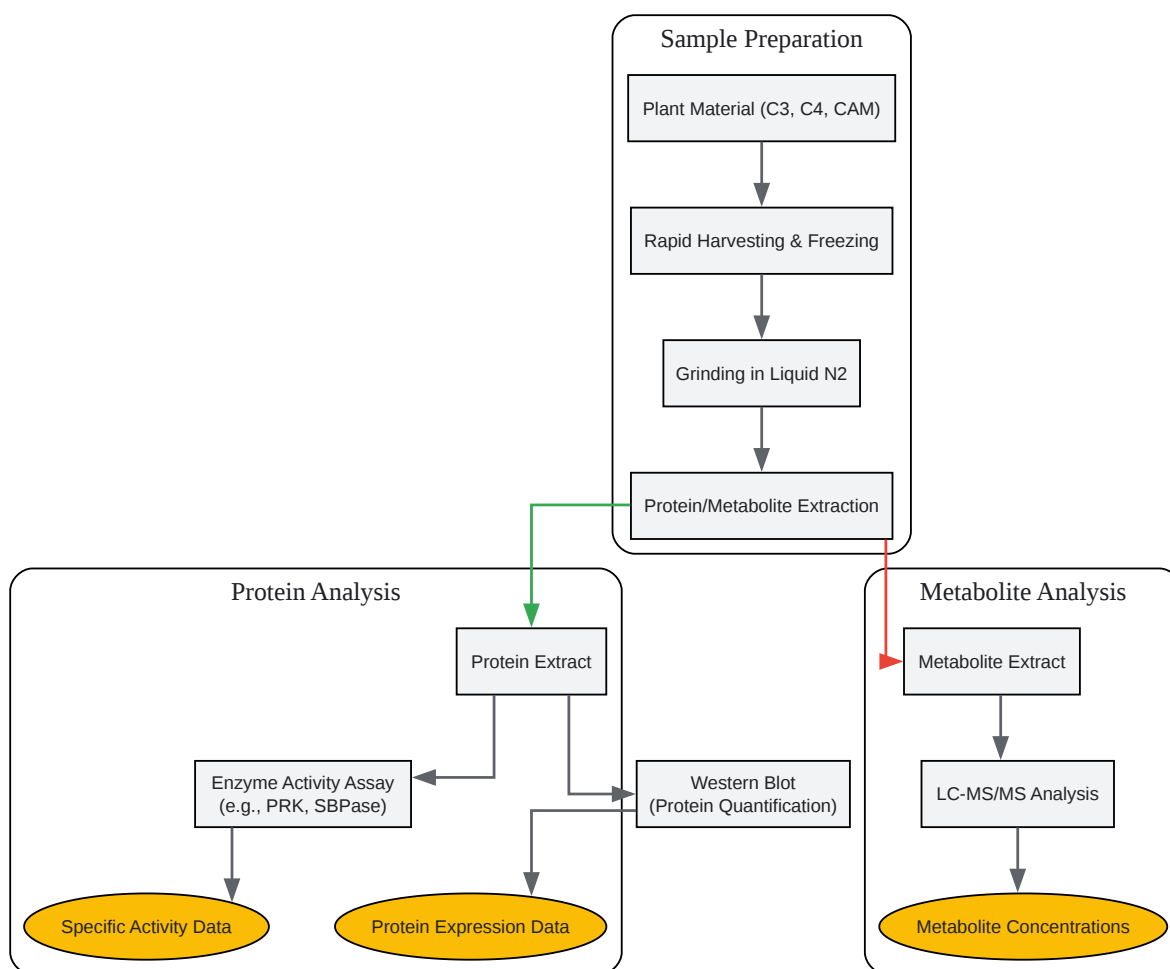 Sample Preparation
Plant Material (C3, C4, CAM)
Rapid Harvesting & Freezing
Grinding in Liquid N2
Protein/Metabolite Extraction
Protein Analysis
Protein Extract
Enzyme Activity Assay
(e.g., PRK, SBPase)
Western Blot
(Protein Quantification)
Specific Activity Data
Protein Expression Data
Metabolite Analysis
Metabolite Extract
LC-MS/MS Analysis
Metabolite Concentrations